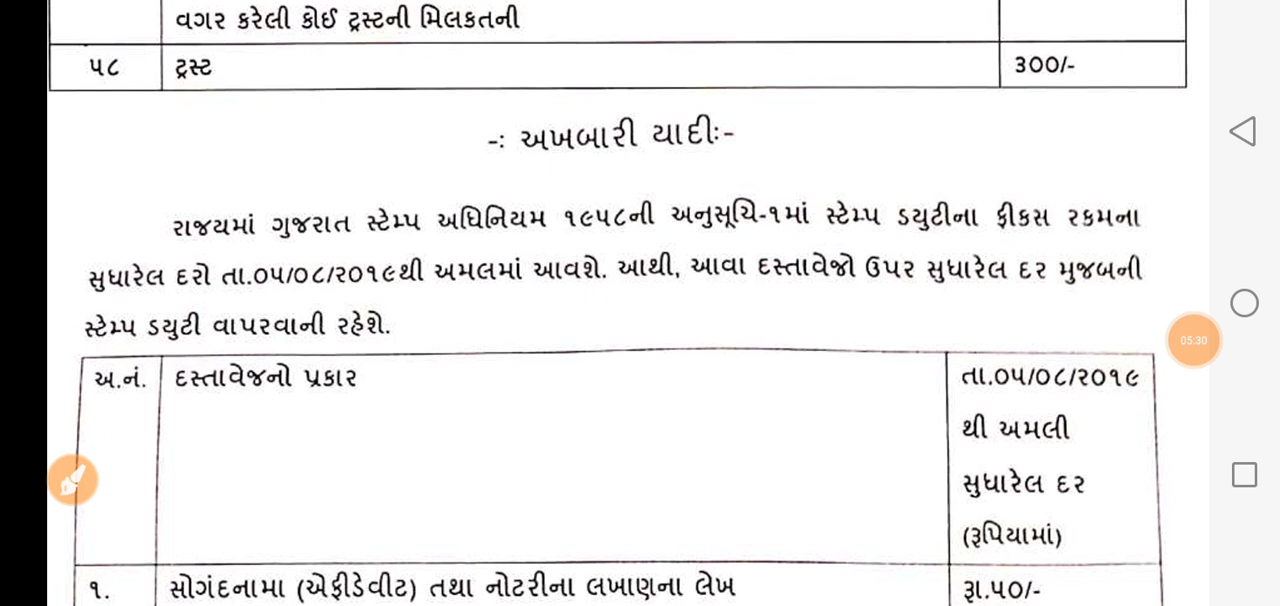 વગર કરેલી કોઈ ટ્રસ્ટની મિલકતની
૫૮ ટ્રસ્ટ ૩૦૦/-
-: અખબારી યાદીઃ-
રાજયમાં ગુજરાત સ્ટેમ્પ અધિનિયમ ૧૯૫૮ની અનુસૂચિ-૧માં સ્ટેમ્પ ડયુટીના ફીકસ રકમના
સુધારેલ દરો તા.૦૫/૦૮/૨૦૧૯થી અમલમાં આવશે. આથી, આવા દસ્તાવેજો ઉપર સુધારેલ દર મુજબની
સ્ટેમ્પ ડયુટી વાપરવાની રહેશે.
અ.નં. દસ્તાવેજનો પ્રકાર તા.૦૫/૦૮/૨૦૧૯
થી અમલી
05:30
સુધારેલ દર
(રૂપિયામાં)
૧. સોગંદનામા (એફીડેવીટ) તથા નોટરીના લખાણના લેખ રૂા.૫૦/-